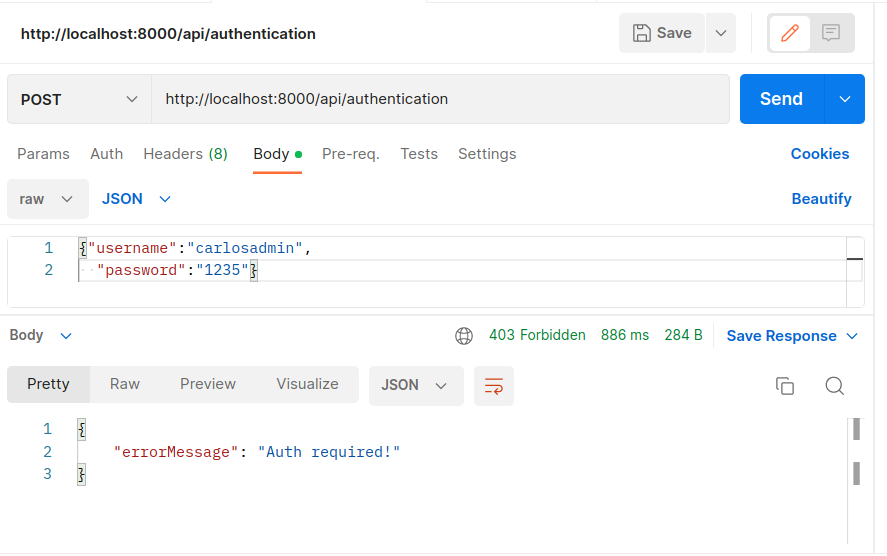 http://localhost:8000/api/authentication Save
POST http://localhost:8000/api/authentication Send
Params Auth Headers (8) Body Pre-req. Tests Settings Cookies
raw JSON Beautify
1 {"username":"carlosadmin",
2 "password":"1235"}
Body 403 Forbidden 886 ms 284 B Save Response
Pretty Raw Preview Visualize JSON
1 {
2 "errorMessage": "Auth required!"
3 }